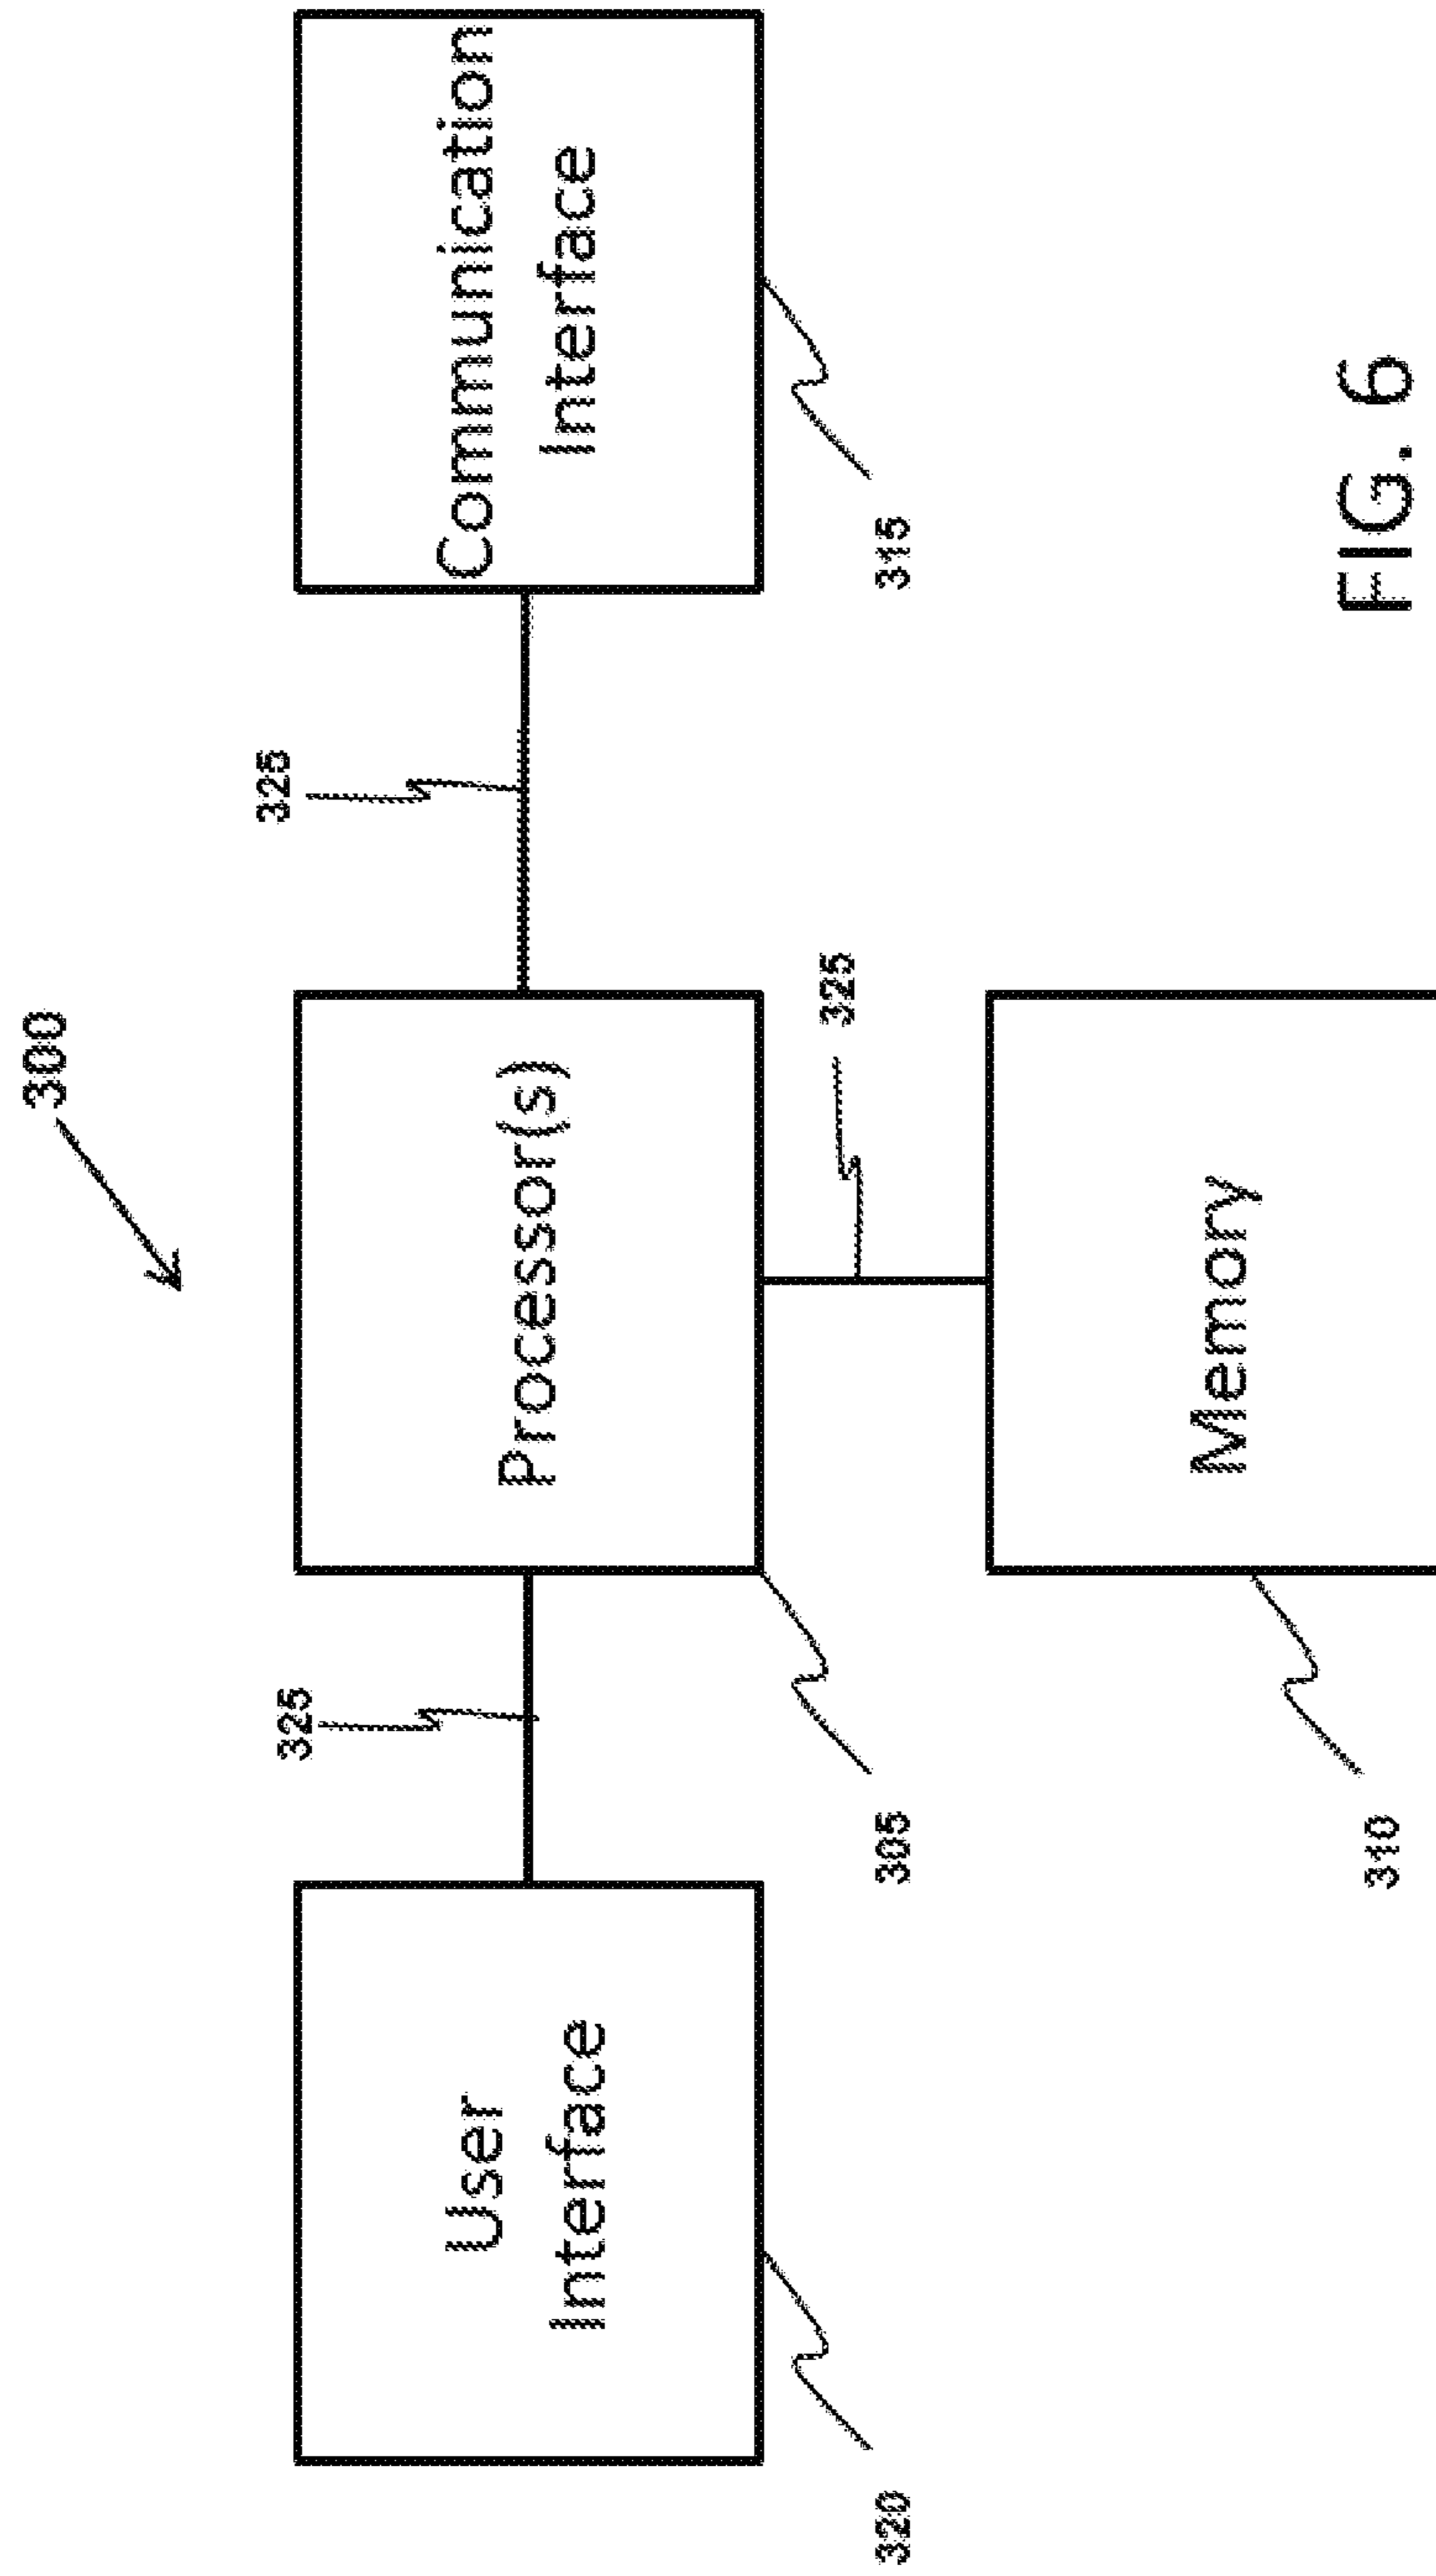 300
325
325
User
Interface
Processor(s)
Communication
Interface
320
305
325
315
Memory
310
FIG. 6